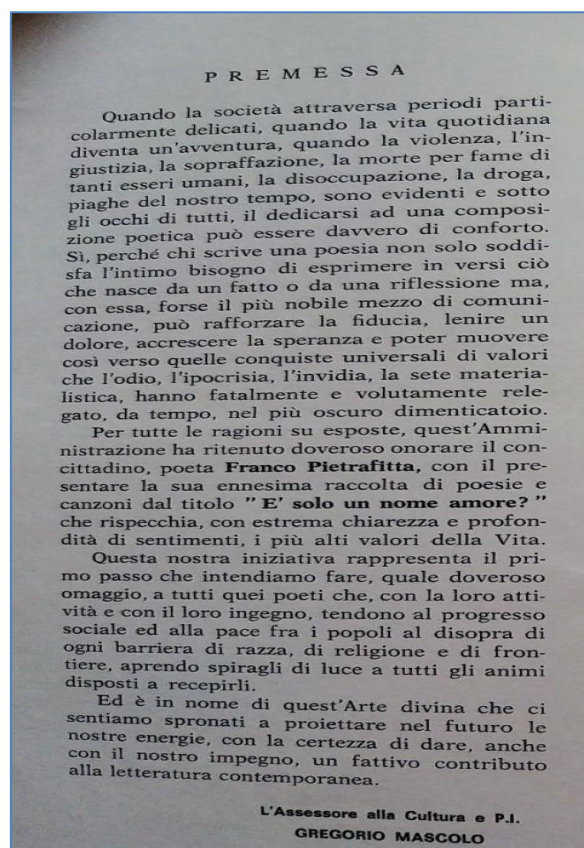 PREMESSA
Quando la società attraversa periodi parti-
colarmente delicati, quando la vita quotidiana
diventa un'avventura, quando la violenza, l'in-
giustizia, la sopraffazione, la morte per fame di
tanti esseri umani, la disoccupazione, la droga,
piaghe del nostro tempo, sono evidenti e sotto
gli occhi di tutti, il dedicarsi ad una composi-
zione poetica può essere davvero di conforto.
Sì, perché chi scrive una poesia non solo soddi-
sfa l'intimo bisogno di esprimere in versi ciò
che nasce da un fatto o da una riflessione ma,
con essa, forse il più nobile mezzo di comuni-
cazione, può rafforzare la fiducia, lenire un
dolore, accrescere la speranza e poter muovere
così verso quelle conquiste universali di valori
che l'odio, l'ipocrisia, l'invidia, la sete materia-
listica, hanno fatalmente e volutamente rele-
gato, da tempo, nel più oscuro dimenticatoio.
Per tutte le ragioni su esposte, quest'Ammi-
nistrazione ha ritenuto doveroso onorare il con-
cittadino, poeta Franco Pietrafitta, con il pre-
sentare la sua ennesima raccolta di poesie e
canzoni dal titolo "E' solo un nome amore?"
che rispecchia, con estrema chiarezza e profon-
dità di sentimenti, i più alti valori della Vita.
Questa nostra iniziativa rappresenta il pri-
mo passo che intendiamo fare, quale doveroso
omaggio, a tutti quei poeti che, con la loro atti-
vità e con il loro ingegno, tendono al progresso
sociale ed alla pace fra i popoli al disopra di
ogni barriera di razza, di religione e di fron-
tiere, aprendo spiragli di luce a tutti gli animi
disposti a recepirli.
Ed è in nome di quest'Arte divina che ci
sentiamo spronati a proiettare nel futuro le
nostre energie, con la certezza di dare, anche
con il nostro impegno, un fattivo contributo
alla letteratura contemporanea.
L'Assessore alla Cultura e P.I.
GREGORIO MASCOLO